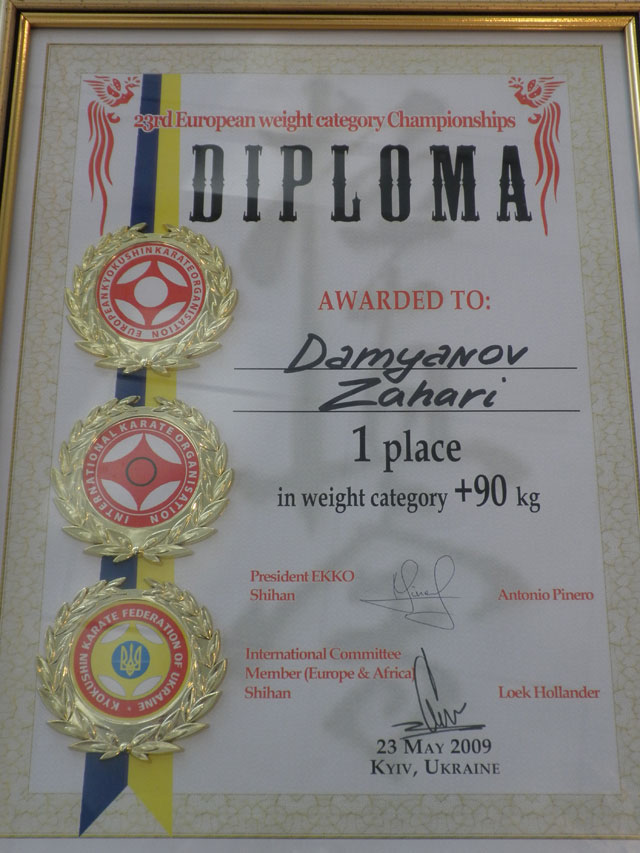 23rd European weight category Championships
DIPLOMA
EUROPEAN KYOKUSHIN KARATE ORGANISATION
AWARDED TO:
Damyanov
Zahari
INTERNATIONAL KARATE ORGANISATION
1 place
in weight category +90 kg
President EKKO
Shihan
Antonio Pinero
KYOKUSHIN KARATE FEDERATION OF UKRAINE
International Committee
Member (Europe & Africa)
Shihan
Loek Hollander
23 May 2009
Kyiv, Ukraine